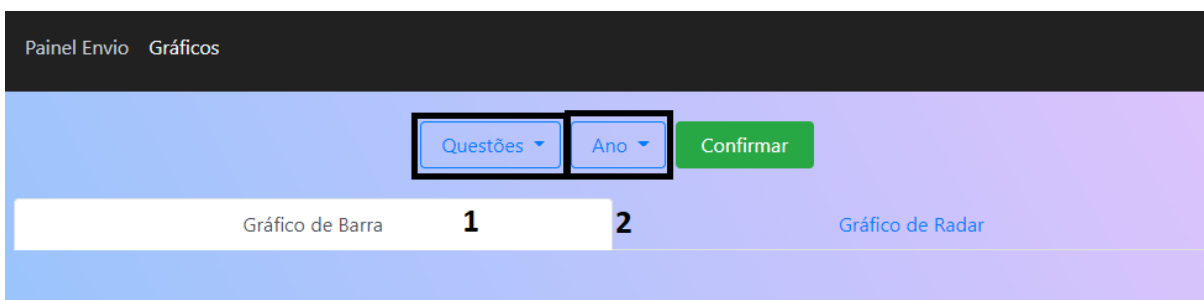 Painel Envio Gráficos
Questões Ano Confirmar
Gráfico de Barra 1 2 Gráfico de Radar